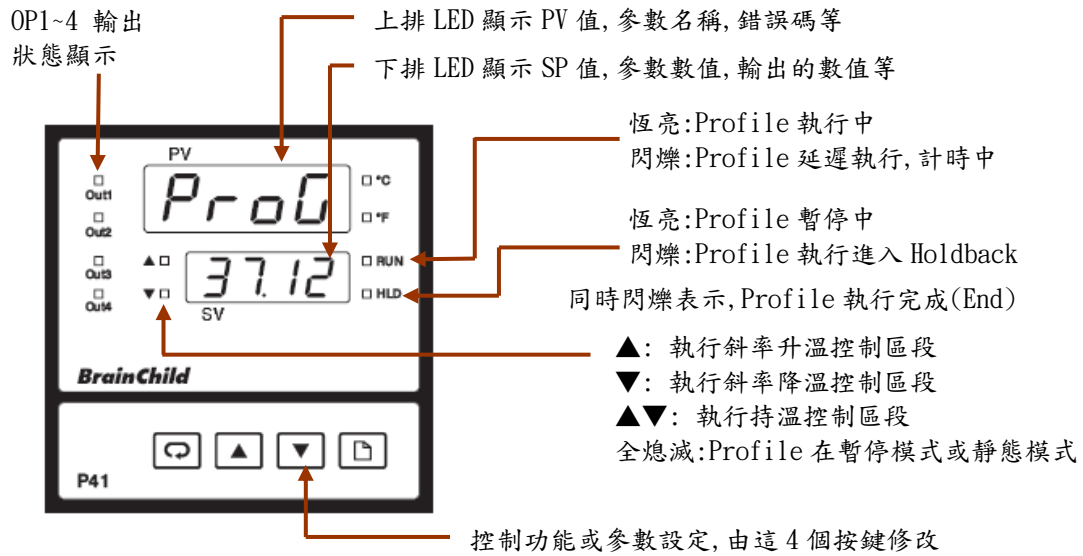 OP1~4 輸出
狀態顯示
上排 LED 顯示 PV 值,參數名稱,錯誤碼等
下排 LED 顯示 SP 值,參數數值,輸出的數值等
恆亮:Profile 執行中
閃爍:Profile 延遲執行,計時中
恆亮:Profile 暫停中
閃爍:Profile 執行進入 Holdback
同時閃爍表示,Profile 執行完成(End)
▲: 執行斜率升溫控制區段
▼: 執行斜率降溫控制區段
▲▼: 執行持溫控制區段
全熄滅:Profile 在暫停模式或靜態模式
PV
ProG
Out1
Out2
°C
°F
Out3
Out4
▲
▼
37.12
RUN
HLD
SV
BrainChild
▲ ▼
P41
控制功能或參數設定,由這 4 個按鍵修改